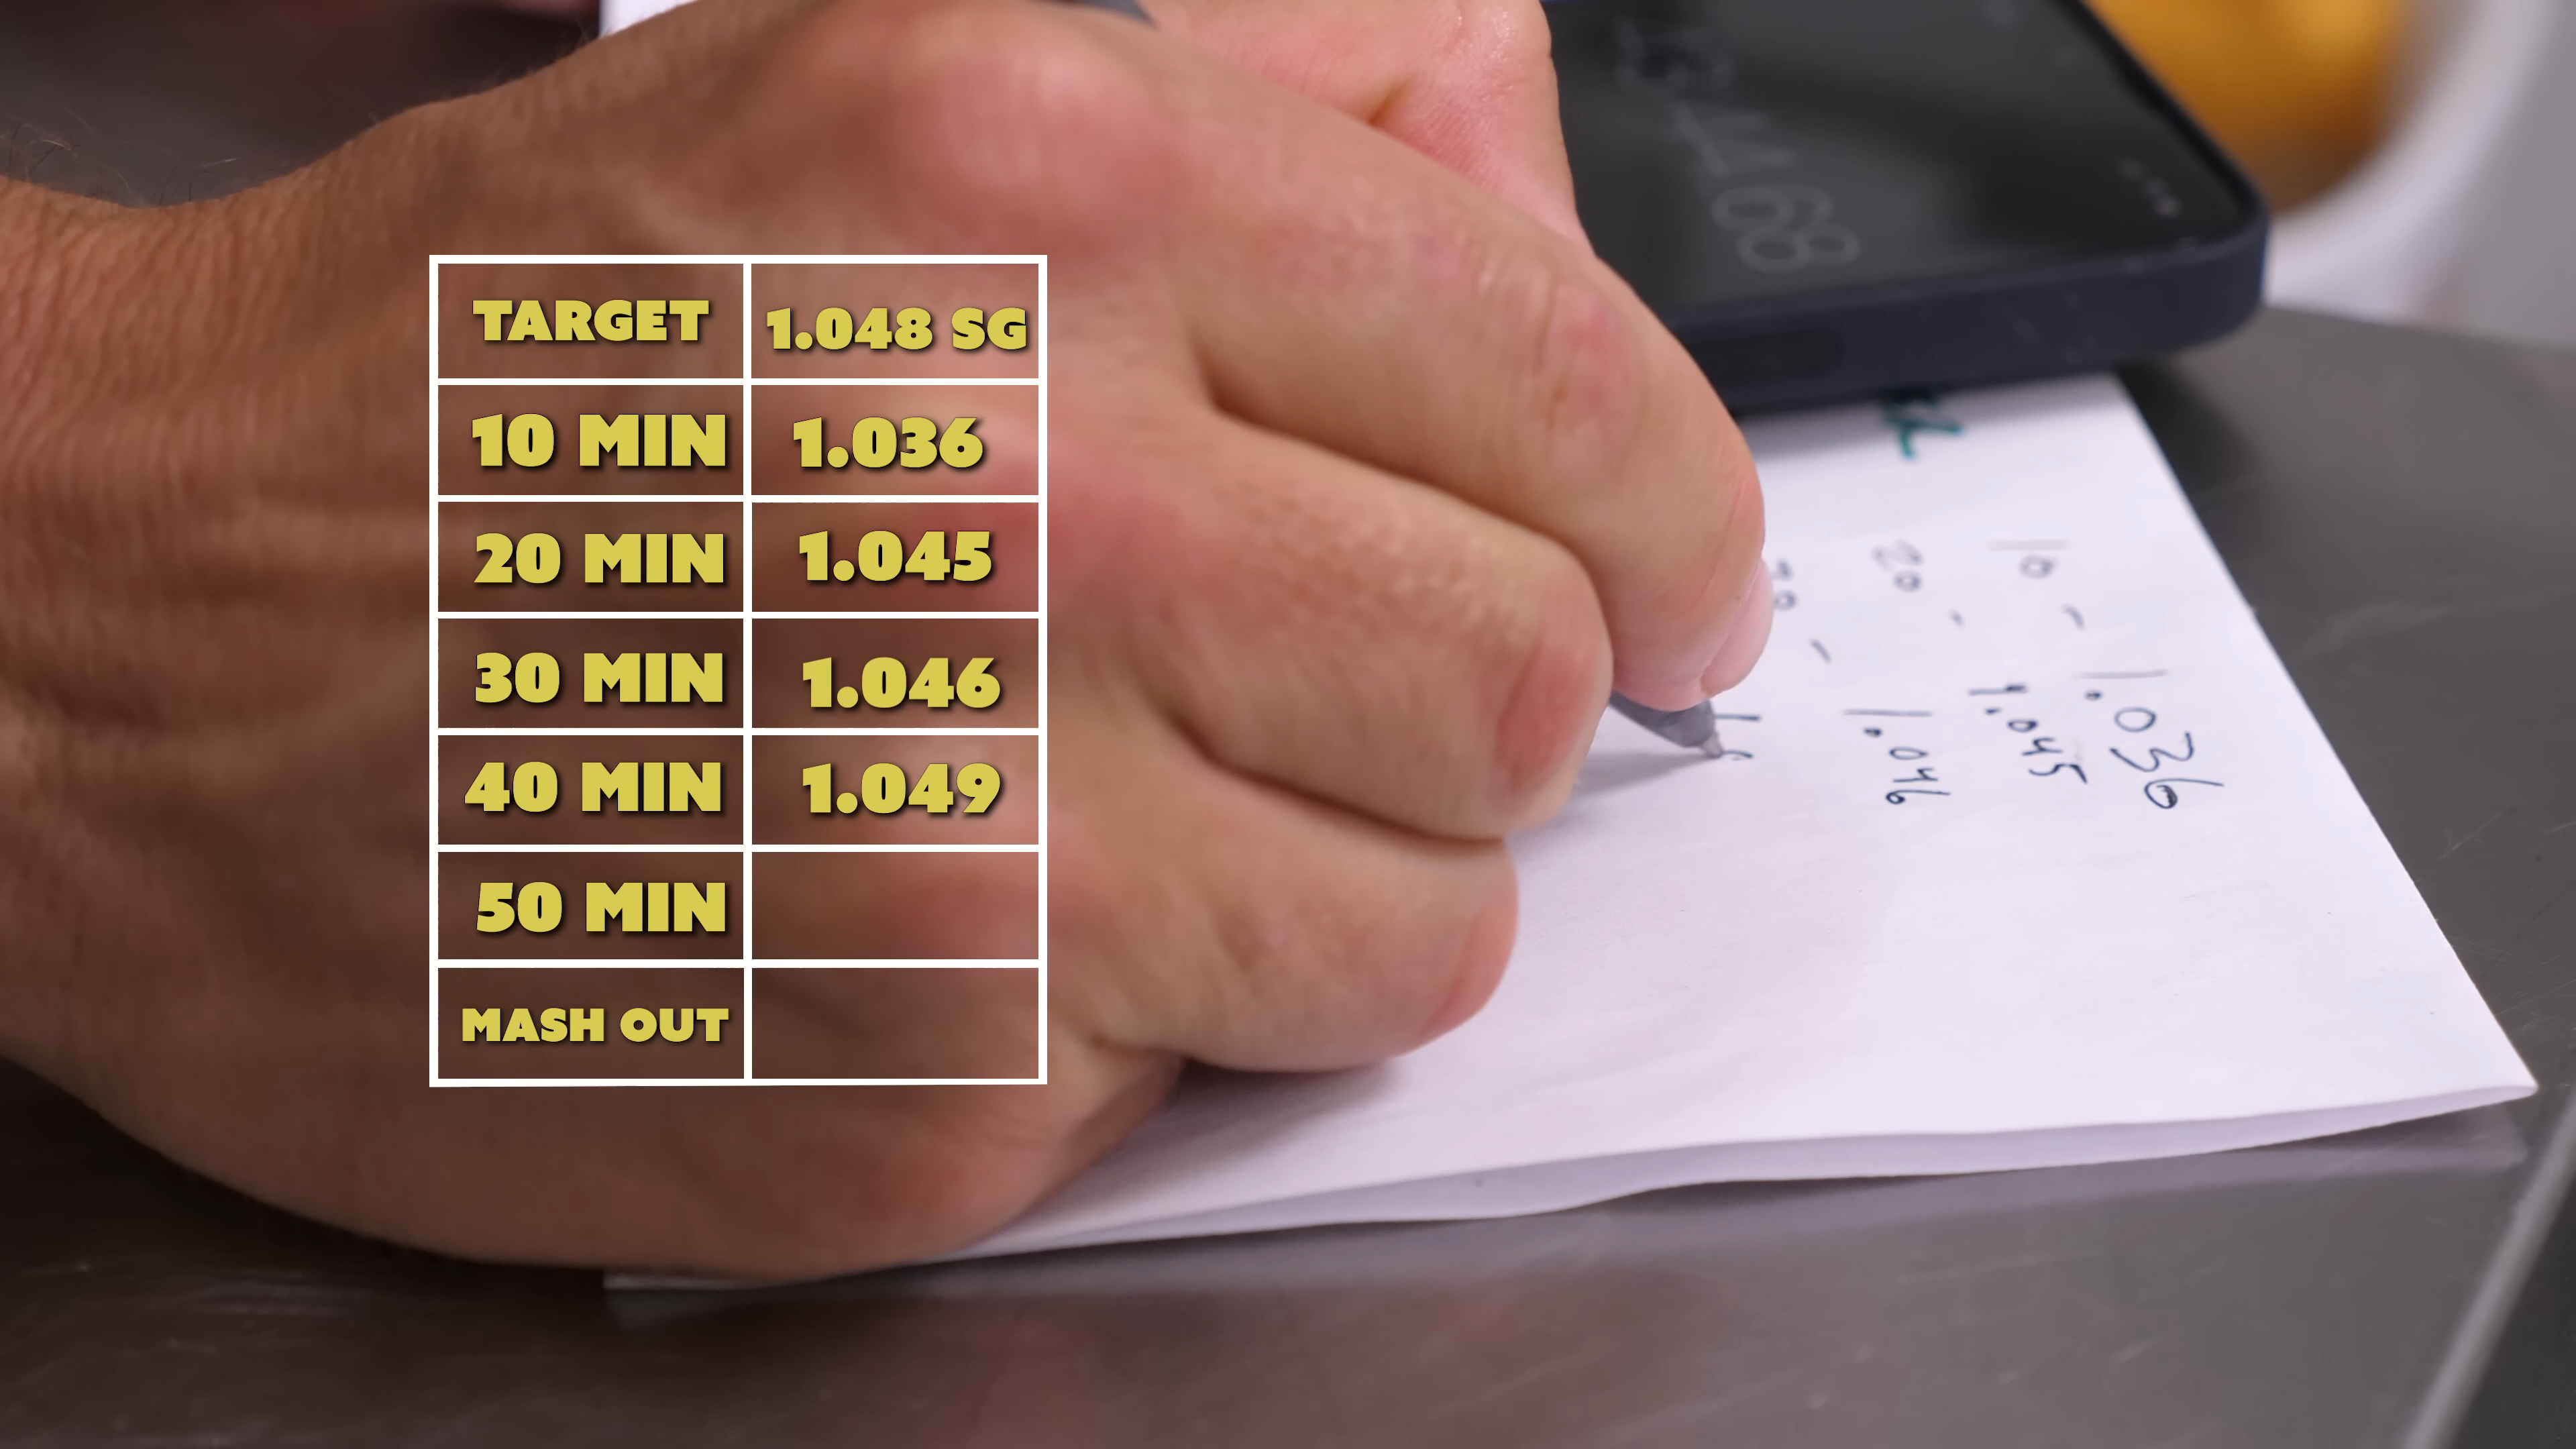 TARGET 1.048 SG
10 MIN 1.036
20 MIN 1.045
30 MIN 1.046
40 MIN 1.049
50 MIN
MASH OUT
10 - 1.036
20 - 1.045
30 - 1.046